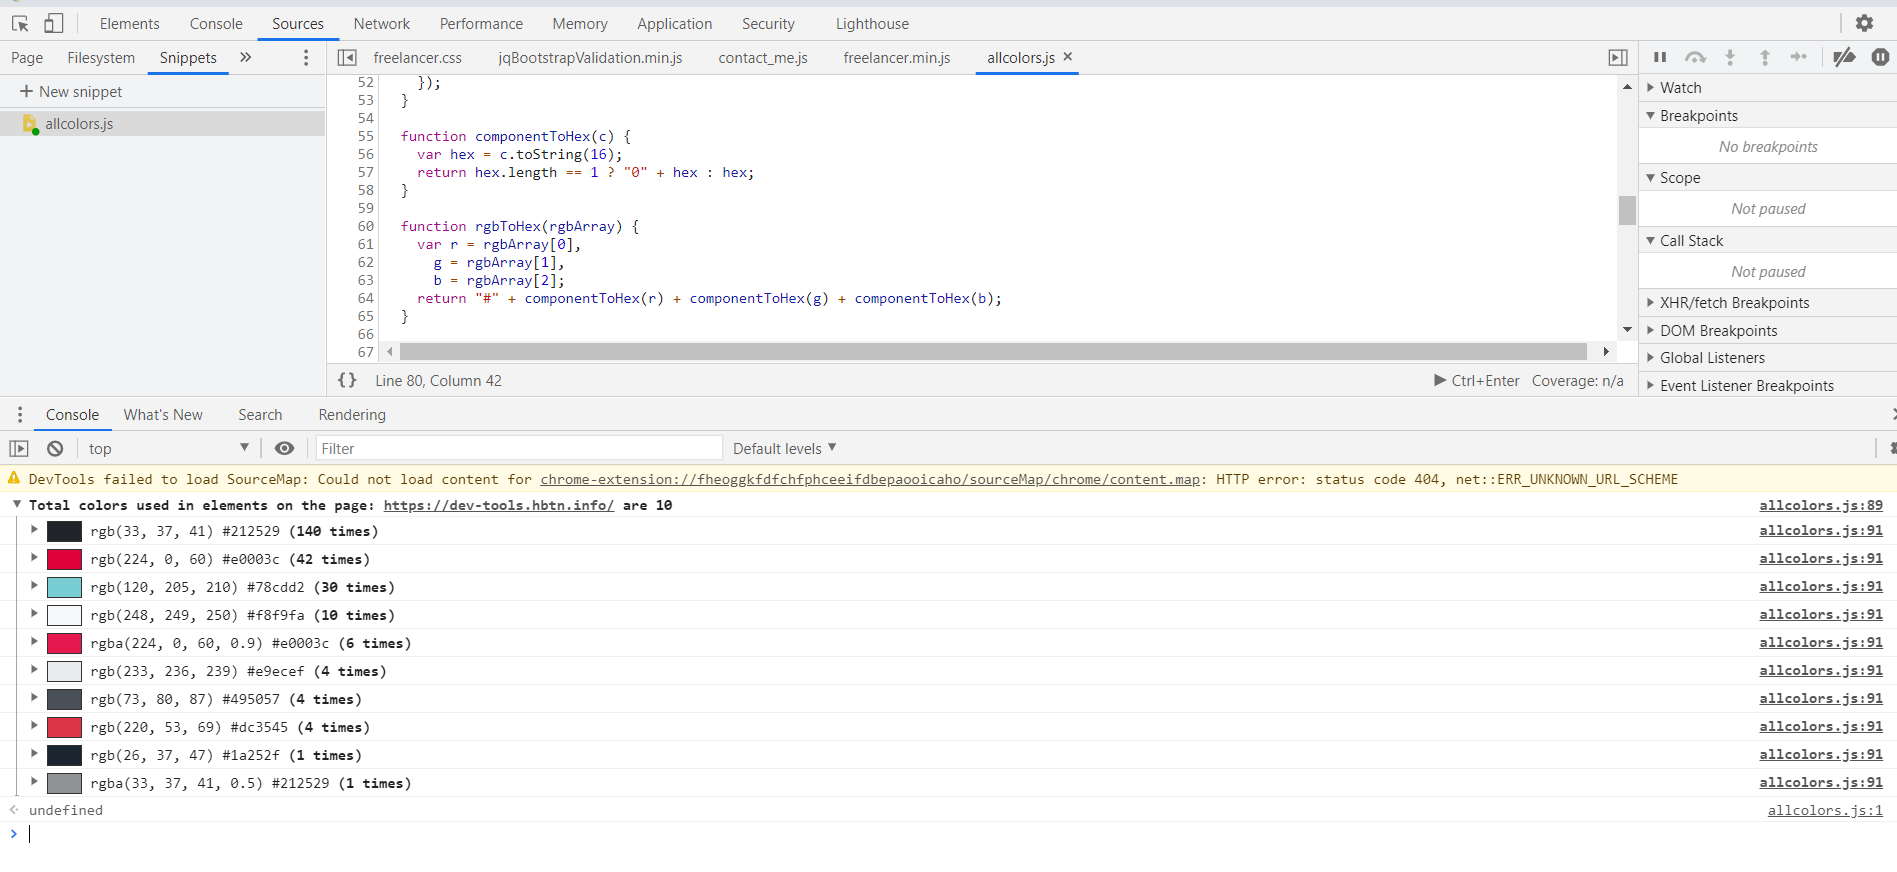 Elements Console Sources Network Performance Memory Application Security Lighthouse
Page Filesystem Snippets » freelancer.css jqBootstrapValidation.min.js contact_me.js freelancer.min.js allcolors.js ×
+ New snippet
allcolors.js
52 });
53 }
54
55 function componentToHex(c) {
56 var hex = c.toString(16);
57 return hex.length == 1 ? "0" + hex : hex;
58 }
59
60 function rgbToHex(rgbArray) {
61 var r = rgbArray[0],
62 g = rgbArray[1],
63 b = rgbArray[2];
64 return "#" + componentToHex(r) + componentToHex(g) + componentToHex(b);
65 }
66
67
{} Line 80, Column 42 Ctrl+Enter Coverage: n/a
Watch
Breakpoints
No breakpoints
Scope
Not paused
Call Stack
Not paused
XHR/fetch Breakpoints
DOM Breakpoints
Global Listeners
Event Listener Breakpoints
Console What's New Search Rendering
top Filter Default levels
DevTools failed to load SourceMap: Could not load content for chrome-extension://fheoggkfdfchfphceeifdbepaooicaho/sourceMap/chrome/content.map: HTTP error: status code 404, net::ERR_UNKNOWN_URL_SCHEME
Total colors used in elements on the page: https://dev-tools.hbtn.info/ are 10 allcolors.js:89
rgb(33, 37, 41) #212529 (140 times) allcolors.js:91
rgb(224, 0, 60) #e0003c (42 times) allcolors.js:91
rgb(120, 205, 210) #78cdd2 (30 times) allcolors.js:91
rgb(248, 249, 250) #f8f9fa (10 times) allcolors.js:91
rgba(224, 0, 60, 0.9) #e0003c (6 times) allcolors.js:91
rgb(233, 236, 239) #e9ecef (4 times) allcolors.js:91
rgb(73, 80, 87) #495057 (4 times) allcolors.js:91
rgb(220, 53, 69) #dc3545 (4 times) allcolors.js:91
rgb(26, 37, 47) #1a252f (1 times) allcolors.js:91
rgba(33, 37, 41, 0.5) #212529 (1 times) allcolors.js:91
undefined allcolors.js:1